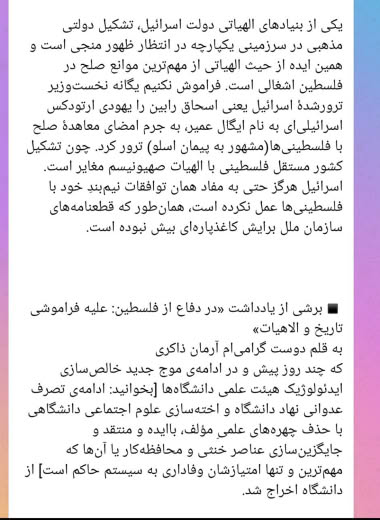 یکی از بنیادهای الهیاتی دولت اسرائیل، تشکیل دولتی
مذهبی در سرزمینی یکپارچه در انتظار ظهور منجی است و
همین ایده از حیث الهیاتی از مهم‌ترین موانع صلح در
فلسطین اشغالی است. فراموش نکنیم یگانه نخست‌وزیر
ترورشدهٔ اسرائیل یعنی اسحاق رابین را یهودی ارتودکس
اسرائیلی‌ای به نام ایگال عمیر، به جرم امضای معاهدهٔ صلح
با فلسطینی‌ها(مشهور به پیمان اسلو) ترور کرد. چون تشکیل
کشور مستقل فلسطینی با الهیات صهیونیسم مغایر است.
اسرائیل هرگز حتی به مفاد همان توافقات نیم‌بندِ خود با
فلسطینی‌ها عمل نکرده است، همان‌طور که قطعنامه‌های
سازمان ملل برایش کاغذپاره‌ای بیش نبوده است.
◾ برشی از یادداشت «در دفاع از فلسطین: علیه فراموشی
تاریخ و الاهیات»
به قلم دوست گرامی‌ام آرمان ذاکری
که چند روز پیش و در ادامه‌ی موج جدید خالص‌سازی
ایدئولوژیک هیئت علمی دانشگاه‌ها [بخوانید: ادامه‌ی تصرف
عدوانی نهاد دانشگاه و اخته‌سازی علوم اجتماعی دانشگاهی
با حذف چهره‌های علمی مؤلف، باایده و منتقد و
جایگزین‌سازی عناصر خنثی و محافظه‌کار یا آن‌ها که
مهم‌ترین و تنها امتیازشان وفاداری به سیستم حاکم است] از
دانشگاه اخراج شد.